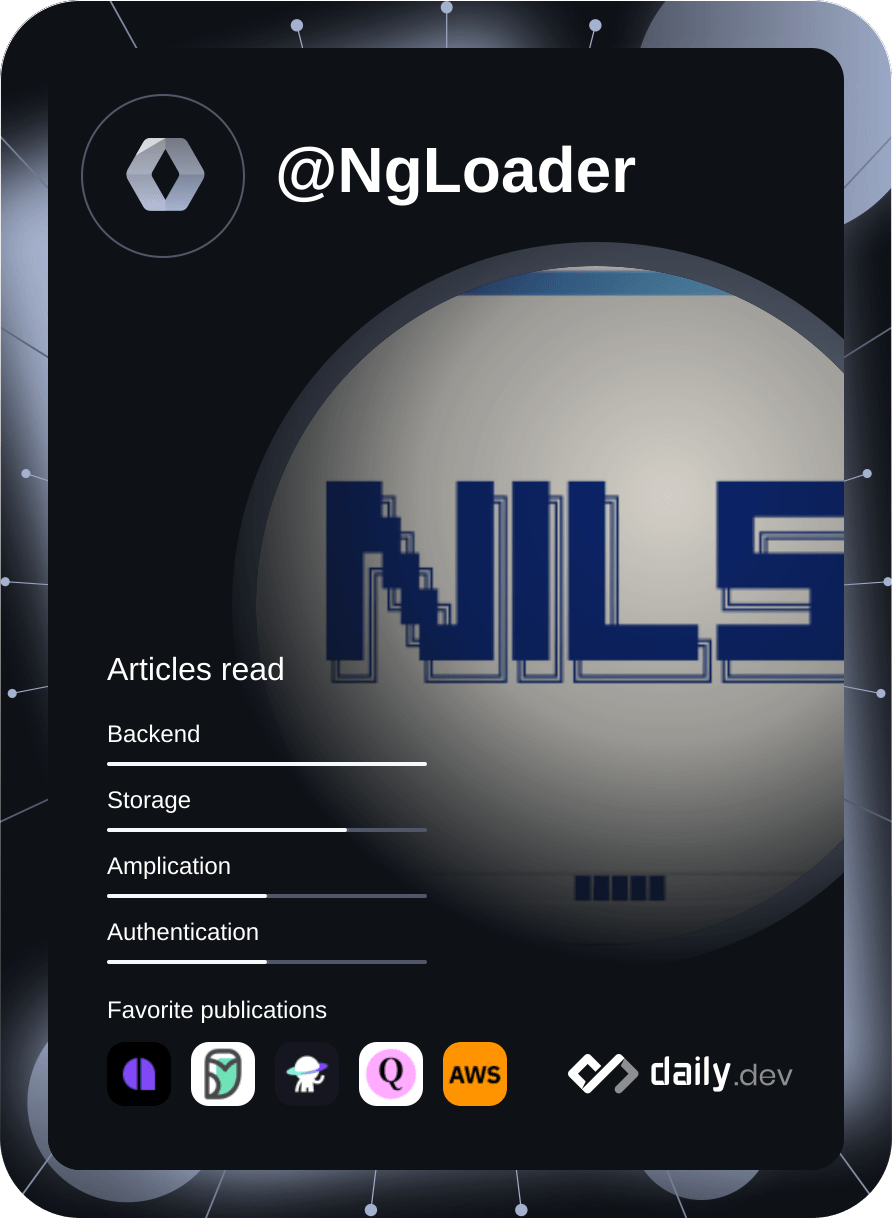 @NgLoader
NILS
Articles read
Backend
Storage
Amplication
Authentication
Favorite publications
Q
AWS
daily.dev